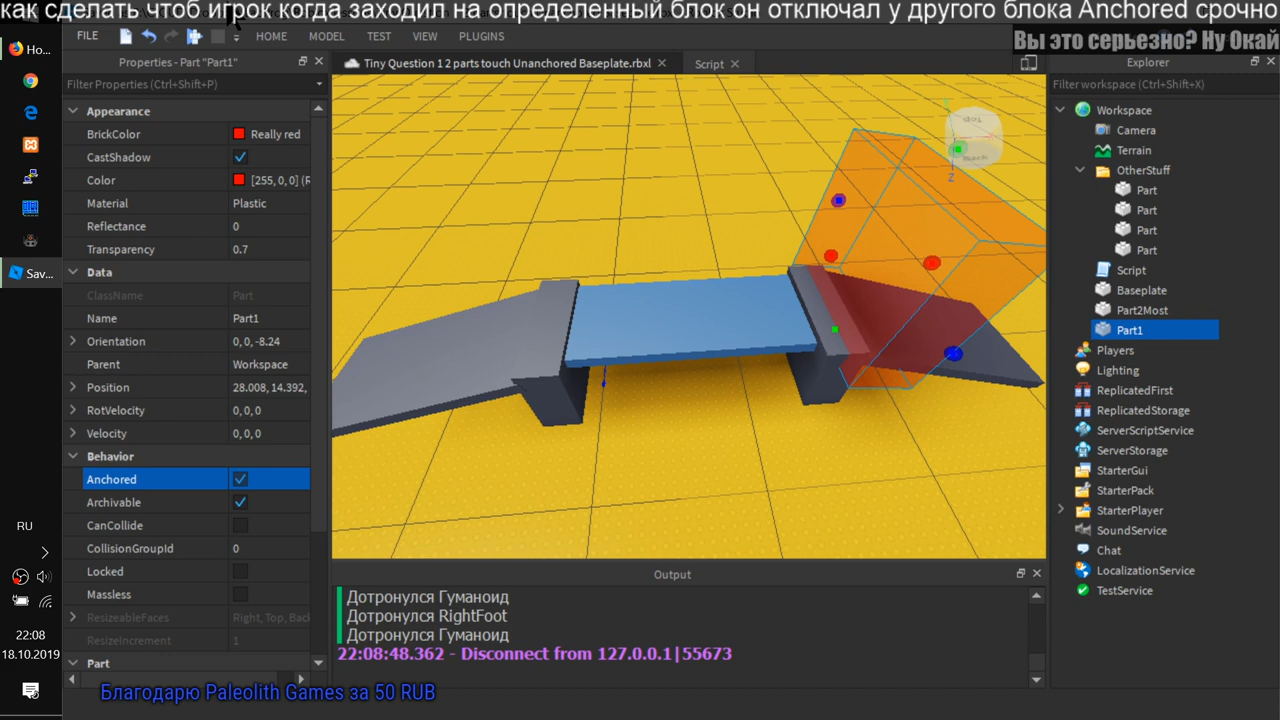 как сделать чтоб игрок когда заходил на определенный блок он отключал у другого блока Anchored срочно
Вы это серьезно? Ну Окай
Ho...
Sav...
RU
22:08
18.10.2019
FILE
HOME
MODEL
TEST
VIEW
PLUGINS
Properties - Part "Part1"
Filter Properties (Ctrl+Shift+P)
Appearance
BrickColor Really red
CastShadow
Color [255, 0, 0] (R
Material Plastic
Reflectance 0
Transparency 0.7
Data
ClassName Part
Name Part1
Orientation 0, 0, -8.24
Parent Workspace
Position 28.008, 14.392,
RotVelocity 0, 0, 0
Velocity 0, 0, 0
Behavior
Anchored
Archivable
CanCollide
CollisionGroupId 0
Locked
Massless
ResizeableFaces Right, Top, Bac
ResizeIncrement 1
Part
Tiny Question 1 2 parts touch Unanchored Baseplate.rbxl
Script
Z
Output
Дотронулся Гуманоид
Дотронулся RightFoot
Дотронулся Гуманоид
22:08:48.362 - Disconnect from 127.0.0.1|55673
Благодарю Paleolith Games за 50 RUB
Explorer
Filter workspace (Ctrl+Shift+X)
Workspace
Camera
Terrain
OtherStuff
Part
Part
Part
Part
Script
Baseplate
Part2Most
Part1
Players
Lighting
ReplicatedFirst
ReplicatedStorage
ServerScriptService
ServerStorage
StarterGui
StarterPack
StarterPlayer
SoundService
Chat
LocalizationService
TestService